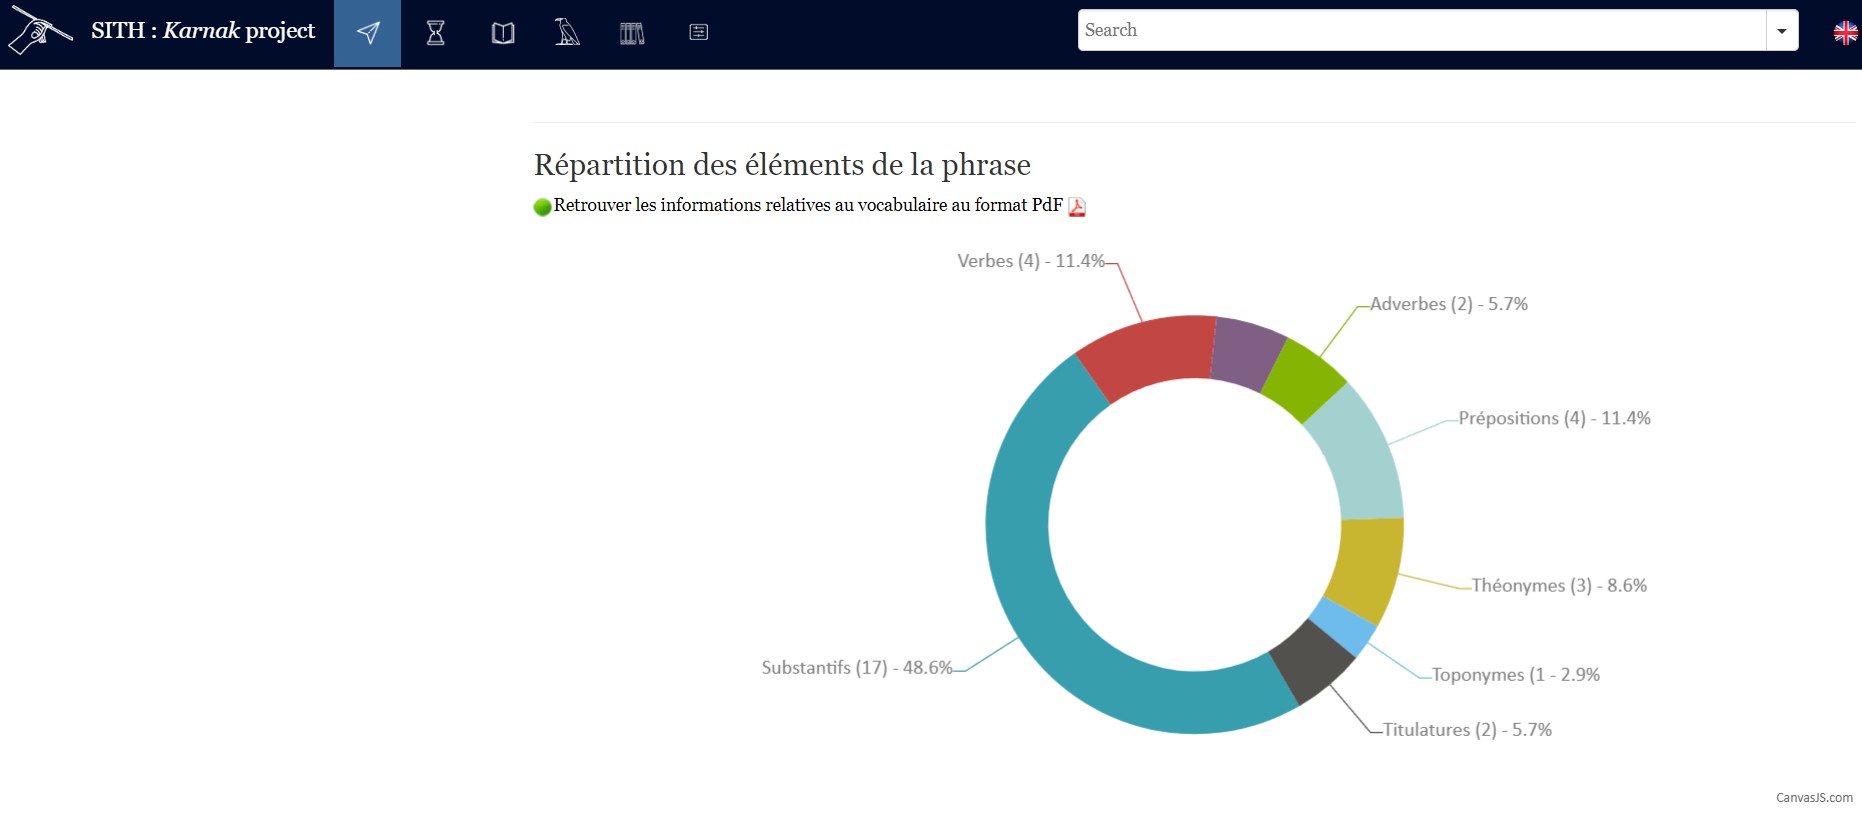 SITH : Karnak project
Search
Répartition des éléments de la phrase
Retrouver les informations relatives au vocabulaire au format PdF
Verbes (4) - 11.4%
Adverbes (2) - 5.7%
Prépositions (4) - 11.4%
Théonymes (3) - 8.6%
Substantifs (17) - 48.6%
Toponymes (1 - 2.9%
Titulatures (2) - 5.7%
CanvasJS.com